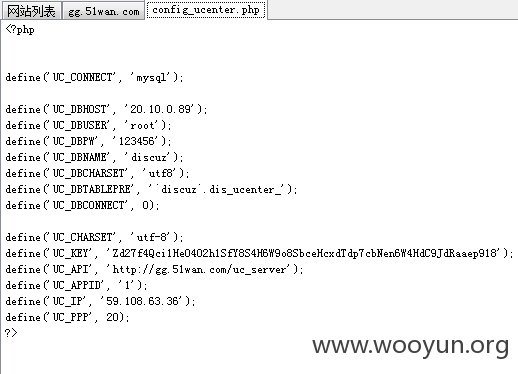 网站列表 gg.51wan.com config_ucenter.php
<?php
define('UC_CONNECT', 'mysql');
define('UC_DBHOST', '20.10.0.89');
define('UC_DBUSER', 'root');
define('UC_DBPW', '123456');
define('UC_DBNAME', 'discuz');
define('UC_DBCHARSET', 'utf8');
define('UC_DBTABLEPRE', '`discuz`.dis_ucenter_');
define('UC_DBCONNECT', 0);
define('UC_CHARSET', 'utf-8');
define('UC_KEY', 'Zd27f4Qci1He0402h1SfY8S4H6W9o8SbceHcxdTdp7cbNen6W4HdC9JdRaaep918');
define('UC_API', 'http://gg.51wan.com/uc_server');
define('UC_APPID', '1');
define('UC_IP', '59.108.63.36');
define('UC_PPP', 20);
?>
www.wooyun.org